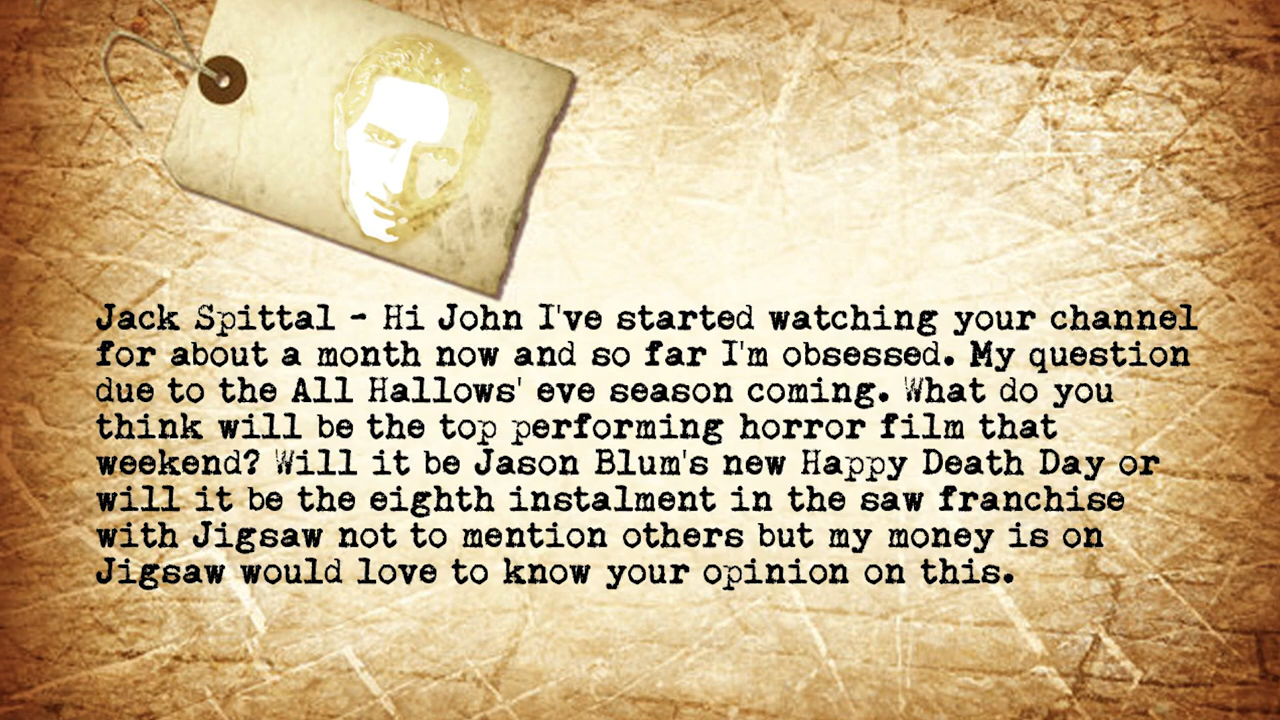 Jack Spittal - Hi John I've started watching your channel
for about a month now and so far I'm obsessed. My question
due to the All Hallows' eve season coming. What do you
think will be the top performing horror film that
weekend? Will it be Jason Blum's new Happy Death Day or
will it be the eighth instalment in the saw franchise
with Jigsaw not to mention others but my money is on
Jigsaw would love to know your opinion on this.